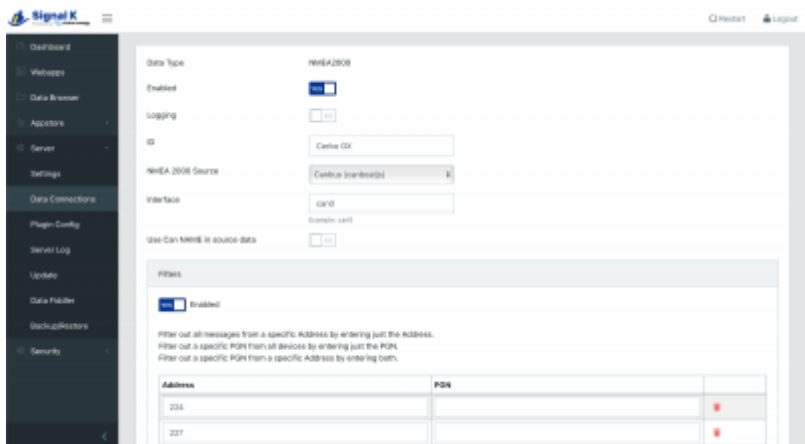 Signal K
Restart
Logout
Dashboard
Webapps
Data Browser
Appstore
Server
Settings
Data Connections
Plugin Config
Server Log
Update
Data Fiddler
Backup/Restore
Security
Data Type NMEA2000
Enabled YES
Logging NO
ID Cerbo GX
NMEA 2000 Source Canbus (canboatjs)
Interface can0
Example: can0
Use Can NAME in source data NO
Filters
YES Enabled
Filter out all messages from a specific Address by entering just the Address.
Filter out a specific PGN from all devices by entering just the PGN.
Filter out a specific PGN from a specific Address by entering both.
Address PGN
224
227